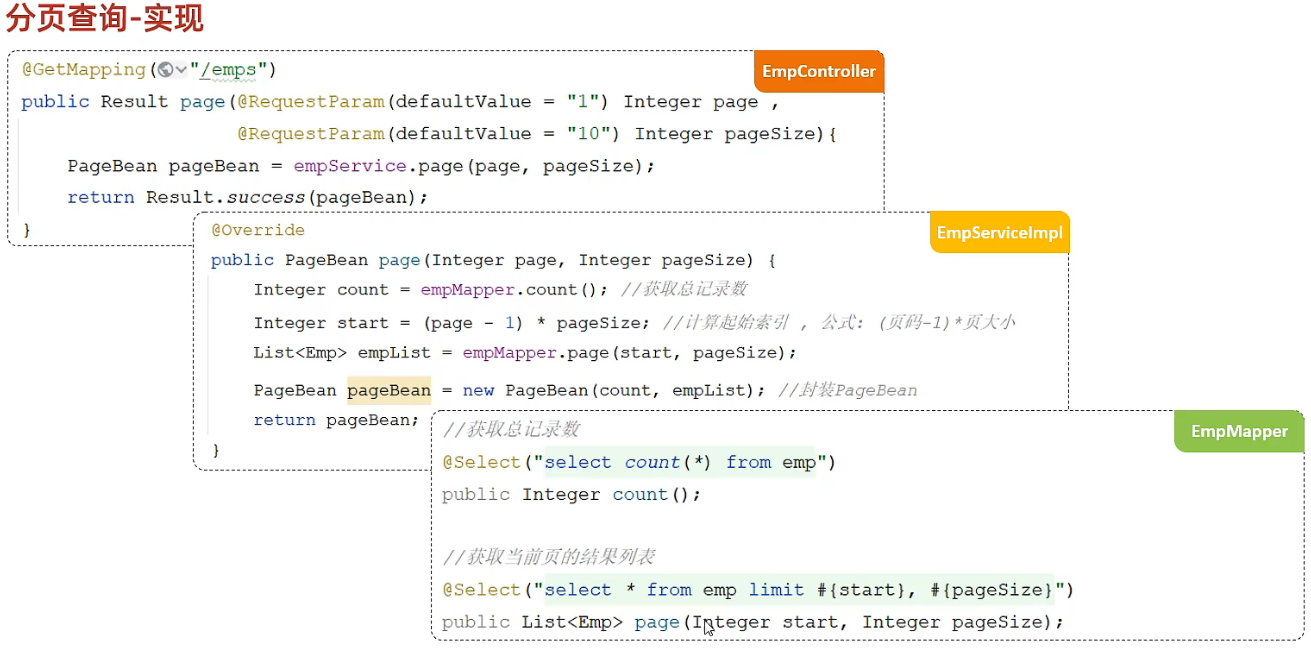 分页查询-实现
@GetMapping("/emps")
EmpController
public Result page(@RequestParam(defaultValue = "1") Integer page ,
@RequestParam(defaultValue = "10") Integer pageSize){
PageBean pageBean = empService.page(page, pageSize);
return Result.success(pageBean);
}
@Override
EmpServiceImpl
public PageBean page(Integer page, Integer pageSize) {
Integer count = empMapper.count(); //获取总记录数
Integer start = (page - 1) * pageSize; //计算起始索引 , 公式: (页码-1)*页大小
List<Emp> empList = empMapper.page(start, pageSize);
PageBean pageBean = new PageBean(count, empList); //封装PageBean
return pageBean;
}
//获取总记录数
EmpMapper
@Select("select count(*) from emp")
public Integer count();
//获取当前页的结果列表
@Select("select * from emp limit #{start}, #{pageSize}")
public List<Emp> page(Integer start, Integer pageSize);